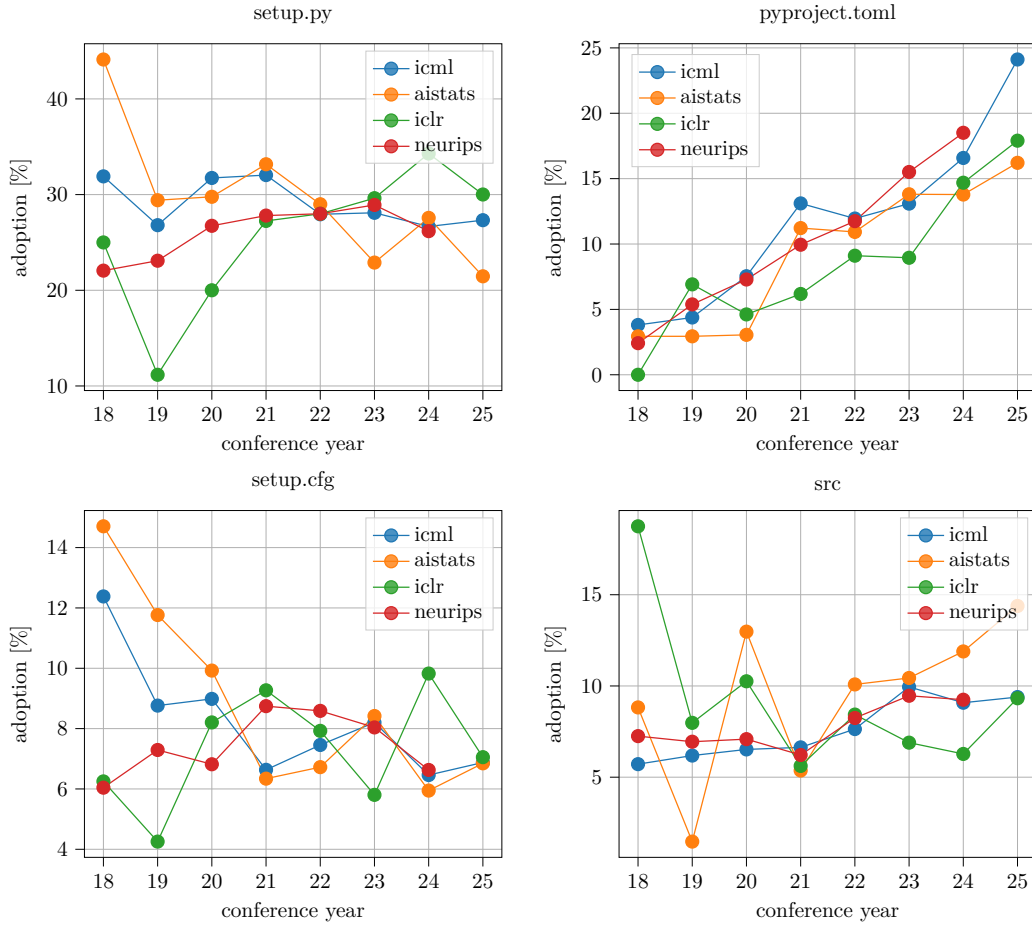 setup.py
adoption [%]
40
30
20
10
icml
aistats
iclr
neurips
18 19 20 21 22 23 24 25
conference year
pyproject.toml
adoption [%]
25
20
15
10
5
0
icml
aistats
iclr
neurips
18 19 20 21 22 23 24 25
conference year
setup.cfg
adoption [%]
14
12
10
8
6
4
icml
aistats
iclr
neurips
18 19 20 21 22 23 24 25
conference year
src
adoption [%]
15
10
5
icml
aistats
iclr
neurips
18 19 20 21 22 23 24 25
conference year